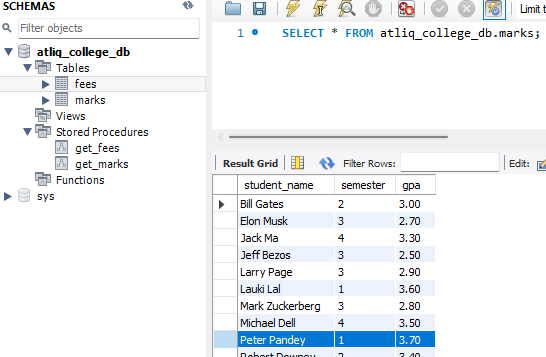 SCHEMAS
Filter objects
atliq_college_db
Tables
fees
marks
Views
Stored Procedures
get_fees
get_marks
Functions
sys
Limit t
1 SELECT * FROM atliq_college_db.marks;
Result Grid Filter Rows: Edit:
student_name semester gpa
Bill Gates 2 3.00
Elon Musk 3 2.70
Jack Ma 4 3.30
Jeff Bezos 3 2.50
Larry Page 3 2.90
Lauki Lal 1 3.60
Mark Zuckerberg 3 2.80
Michael Dell 4 3.50
Peter Pandey 1 3.70
Robert Downey 2 3.40